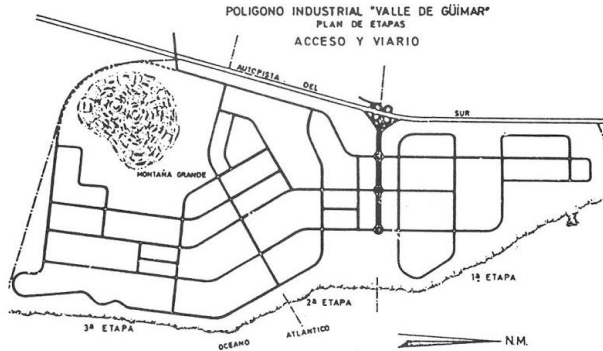 POLIGONO INDUSTRIAL "VALLE DE GÜIMAR"
PLAN DE ETAPAS
ACCESO Y VIARIO
AUTOPISTA DEL SUR
MONTAÑA GRANDE
1ª ETAPA
2ª ETAPA
3ª ETAPA
OCEANO ATLANTICO
N.M.